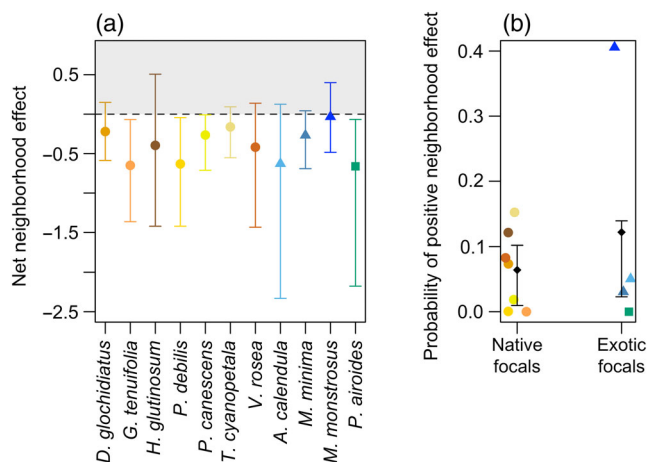 (a)
Net neighborhood effect
0.5
-0.5
-1.5
-2.5
D. glochidiatus
G. tenuifolia
H. glutinosum
P. debilis
P. canescens
T. cyanopetala
V. rosea
A. calendula
M. minima
M. monstrosus
P. airoides
(b)
Probability of positive neighborhood effect
0.4
0.3
0.2
0.1
0.0
Native
focals
Exotic
focals